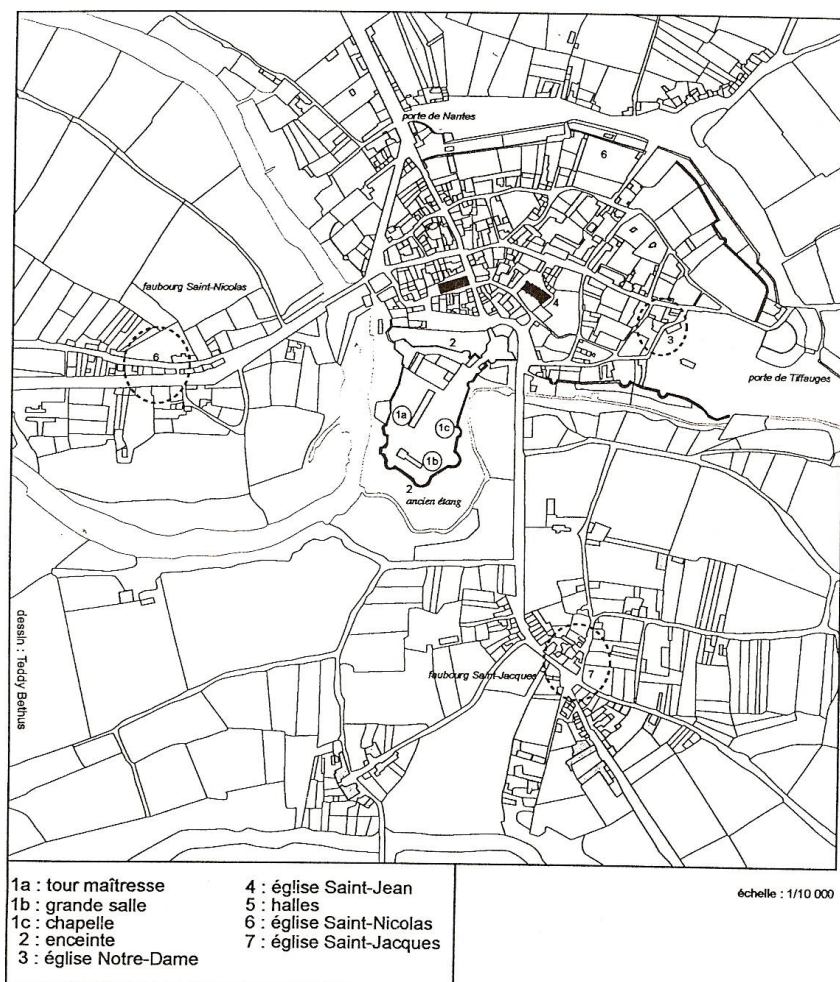 porte de Nantes
6
faubourg Saint-Nicolas
4
2
3
6
porte de Tiffauges
1a
1c
1b
2
ancien étang
faubourg Saint-Jacques
7
dessin : Teddy Bethus
1a : tour maîtresse
1b : grande salle
1c : chapelle
2 : enceinte
3 : église Notre-Dame
4 : église Saint-Jean
5 : halles
6 : église Saint-Nicolas
7 : église Saint-Jacques
échelle : 1/10 000